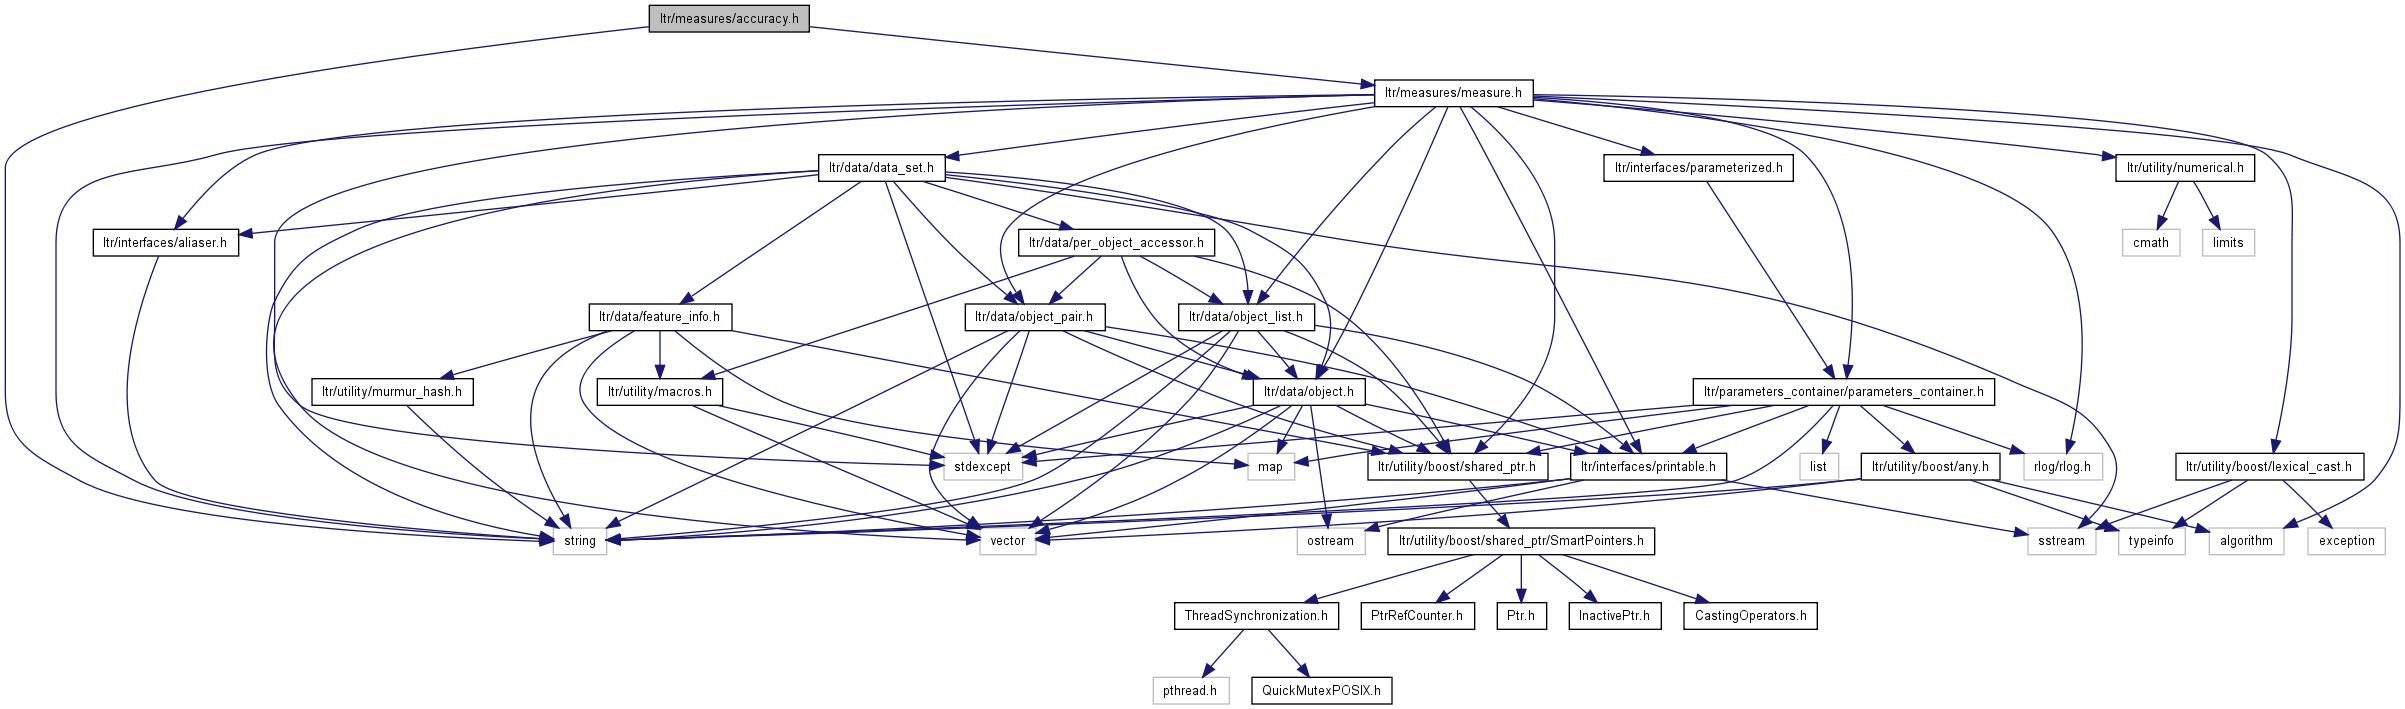 ltr/measures/accuracy.h
ltr/measures/measure.h
ltr/data/data_set.h
ltr/interfaces/parameterized.h
ltr/utility/numerical.h
ltr/interfaces/aliaser.h
ltr/data/per_object_accessor.h
cmath
limits
ltr/data/feature_info.h
ltr/data/object_pair.h
ltr/data/object_list.h
ltr/utility/murmur_hash.h
ltr/utility/macros.h
ltr/data/object.h
ltr/parameters_container/parameters_container.h
stdexcept
map
ltr/utility/boost/shared_ptr.h
ltr/interfaces/printable.h
list
ltr/utility/boost/any.h
rlog/rlog.h
ltr/utility/boost/lexical_cast.h
string
vector
ostream
ltr/utility/boost/shared_ptr/SmartPointers.h
sstream
typeinfo
algorithm
exception
ThreadSynchronization.h
PtrRefCounter.h
Ptr.h
InactivePtr.h
CastingOperators.h
pthread.h
QuickMutexPOSIX.h